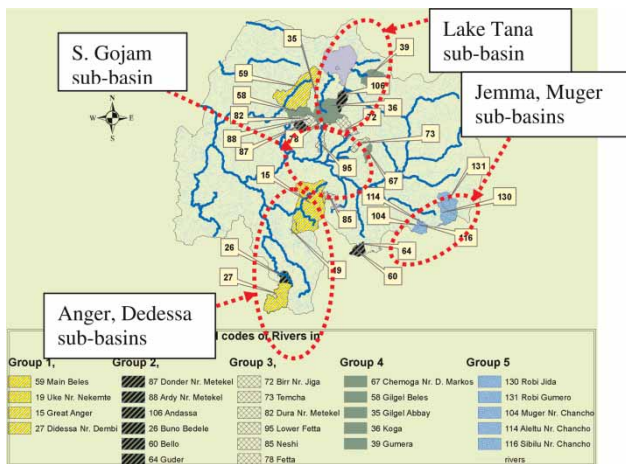 Lake Tana
sub-basin
S. Gojam
sub-basin
Jemma, Muger
sub-basins
Anger, Dedessa
sub-basins
N
W E
S
35
39
59
106
58
36
82
72
88
78
73
87
95
67
15
131
114
130
85
104
116
64
26
49
60
27
codes of Rivers in
Group 1,
59 Main Beles
19 Uke Nr. Nekemte
15 Great Anger
27 Didessa Nr. Dembi
Group 2,
87 Donder Nr. Metekel
88 Ardy Nr. Metekel
106 Andassa
26 Buno Bedele
60 Bello
64 Guder
Group 3,
72 Birr Nr. Jiga
73 Temcha
82 Dura Nr. Metekel
95 Lower Fetta
85 Neshi
78 Fetta
Group 4
67 Chemoga Nr. D. Markos
58 Gilgel Beles
35 Gilgel Abbay
36 Koga
39 Gumera
Group 5
130 Robi Jida
131 Robi Gumero
104 Muger Nr. Chancho
114 Alettu Nr. Chancho
116 Sibilu Nr. Chancho
rivers